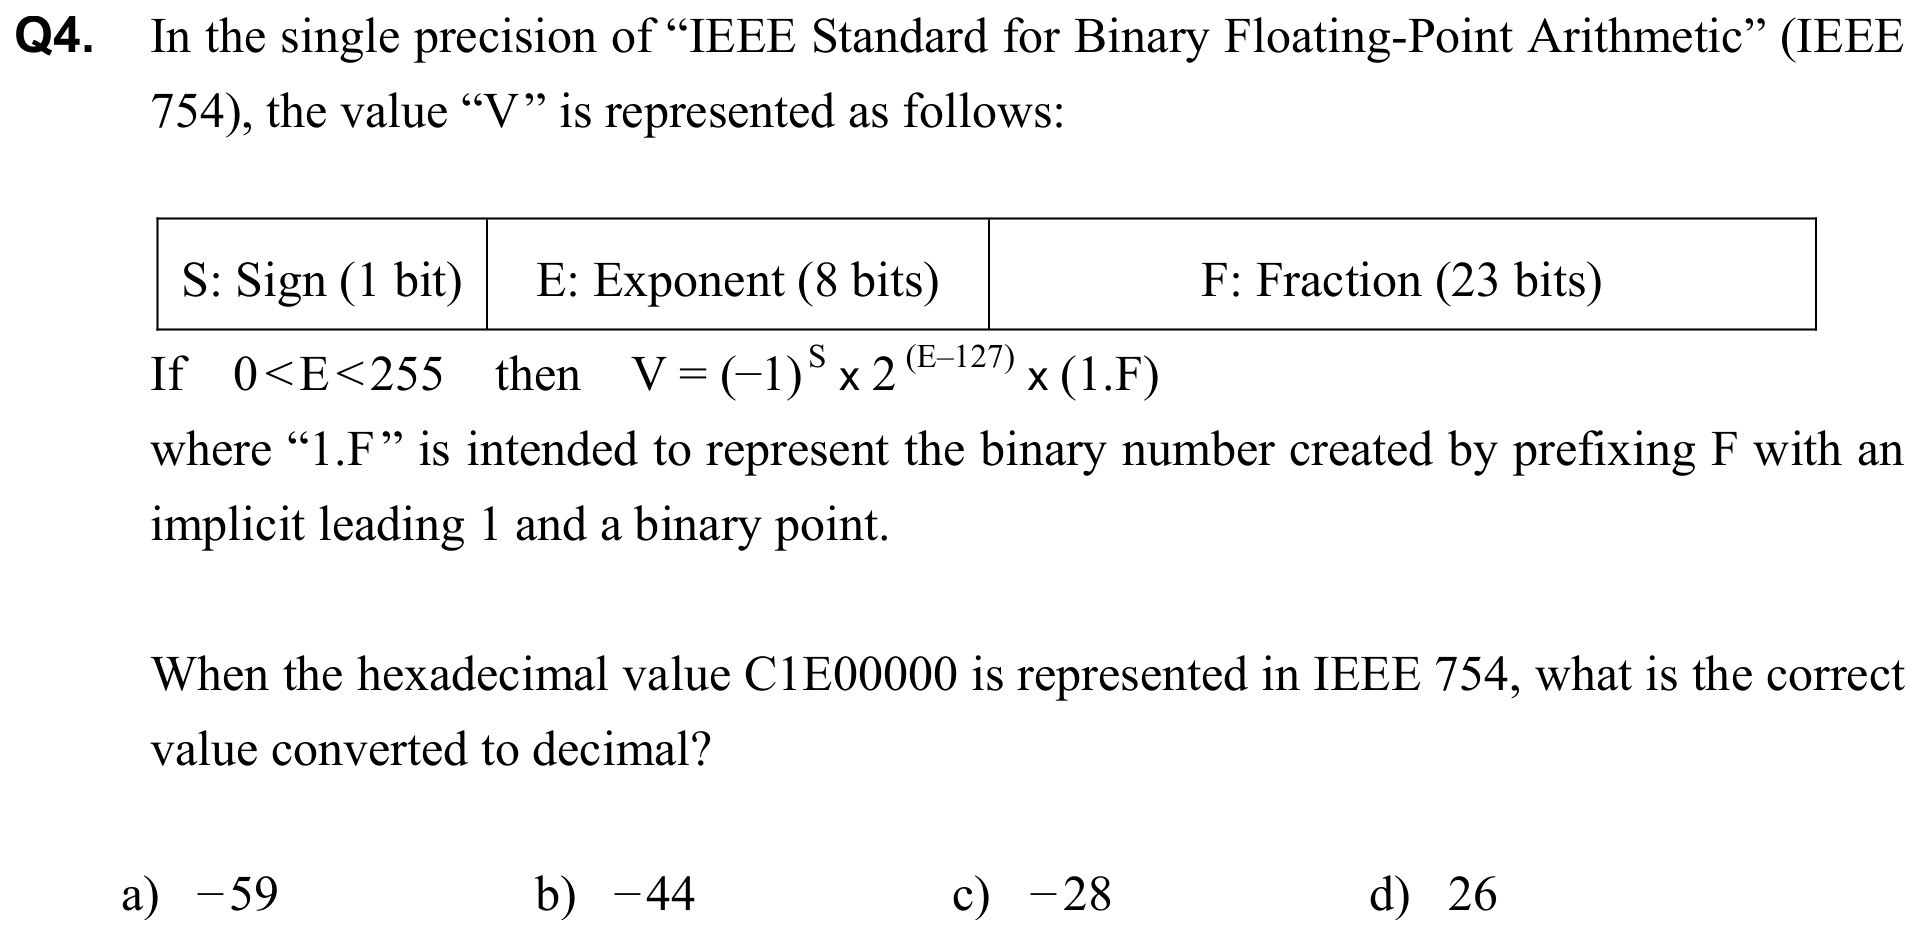 Q4. In the single precision of “IEEE Standard for Binary Floating-Point Arithmetic” (IEEE
754), the value “V” is represented as follows:
S: Sign (1 bit) E: Exponent (8 bits) F: Fraction (23 bits)
If 0<E<255 then V = (−1)^S x 2^(E–127) x (1.F)
where “1.F” is intended to represent the binary number created by prefixing F with an
implicit leading 1 and a binary point.
When the hexadecimal value C1E00000 is represented in IEEE 754, what is the correct
value converted to decimal?
a) −59 b) −44 c) −28 d) 26